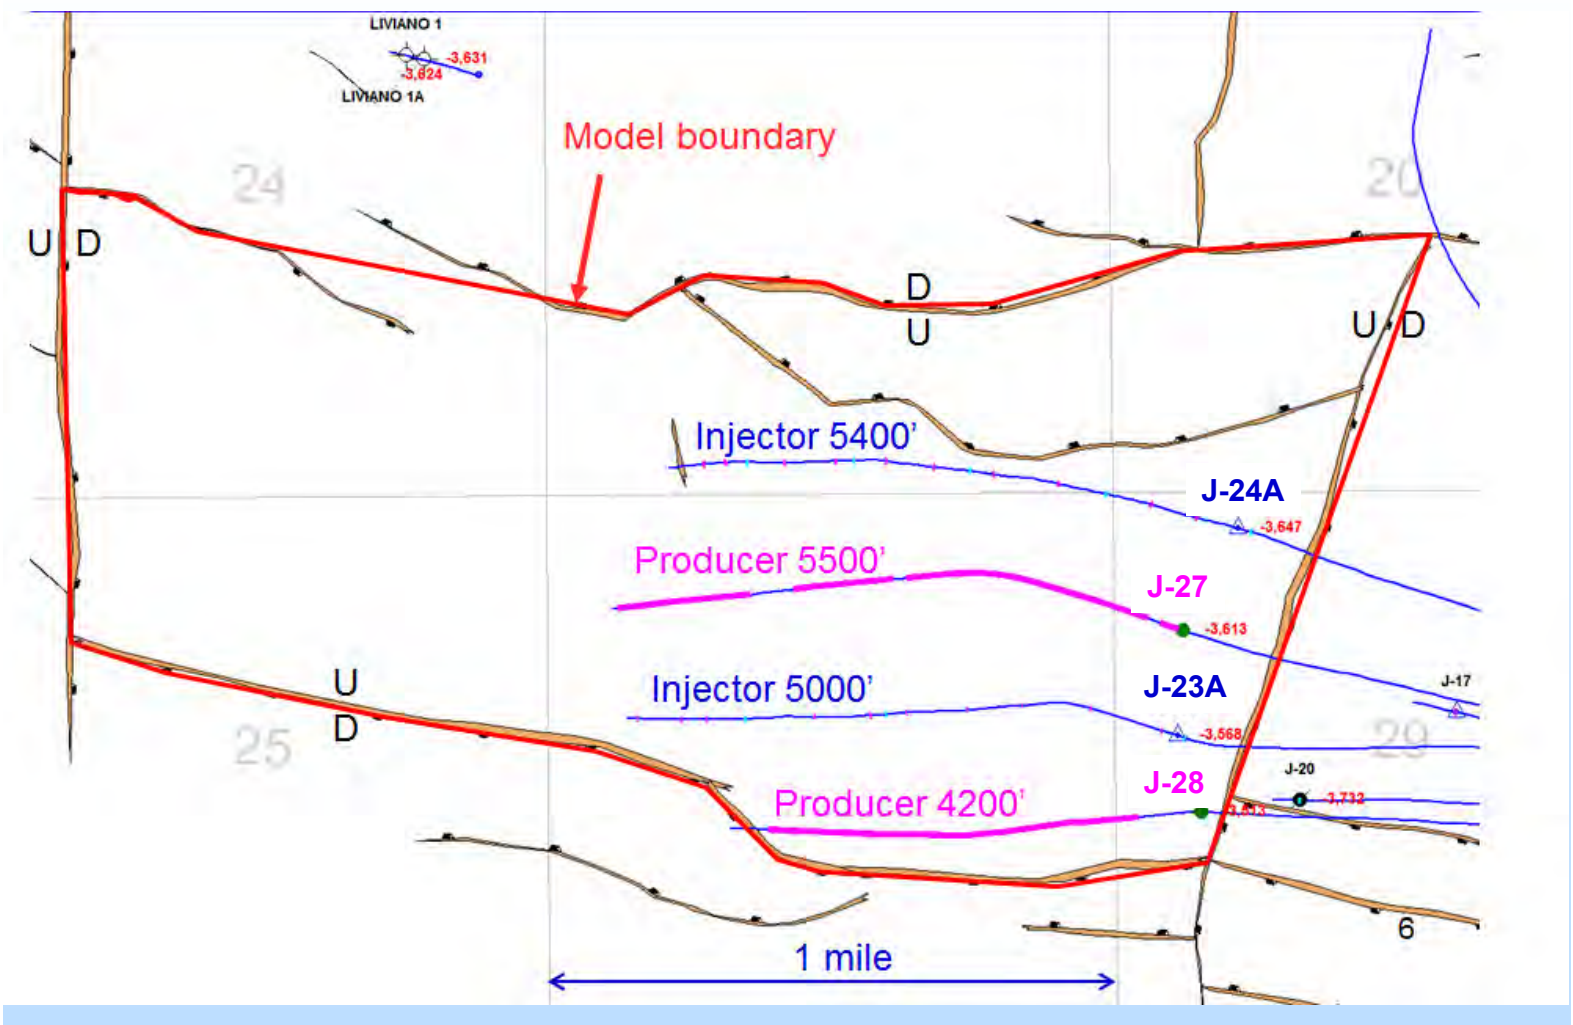 LIVIANO 1
-3,631
-3,624
LIVIANO 1A
Model boundary
24
20
U D
D
U
U D
Injector 5400’
J-24A
-3,647
Producer 5500’
J-27
-3,613
Injector 5000’
J-23A
J-17
-3,568
U
D
25
29
J-28
J-20
Producer 4200’
-3,732
6
1 mile